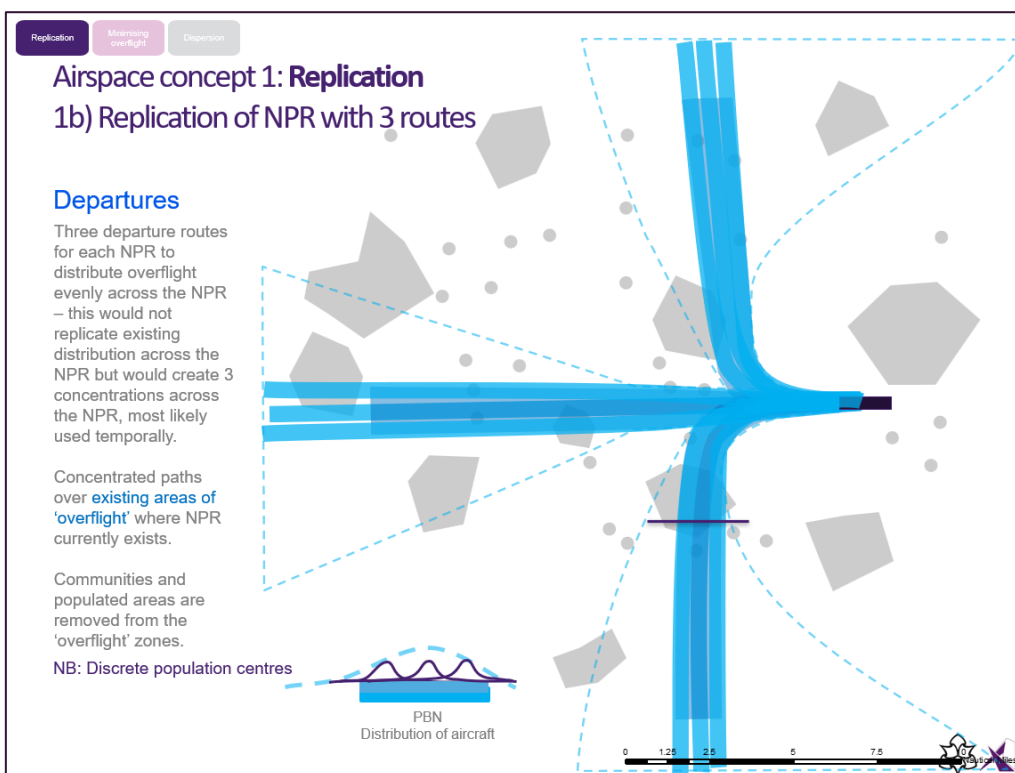 Replication
Minimising
overflight
Dispersion
Airspace concept 1: Replication
1b) Replication of NPR with 3 routes
Departures
Three departure routes
for each NPR to
distribute overflight
evenly across the NPR
– this would not
replicate existing
distribution across the
NPR but would create 3
concentrations across
the NPR, most likely
used temporally.
Concentrated paths
over existing areas of
‘overflight’ where NPR
currently exists.
Communities and
populated areas are
removed from the
‘overflight’ zones.
NB: Discrete population centres
PBN
Distribution of aircraft
0 1.25 2.5 5 7.5